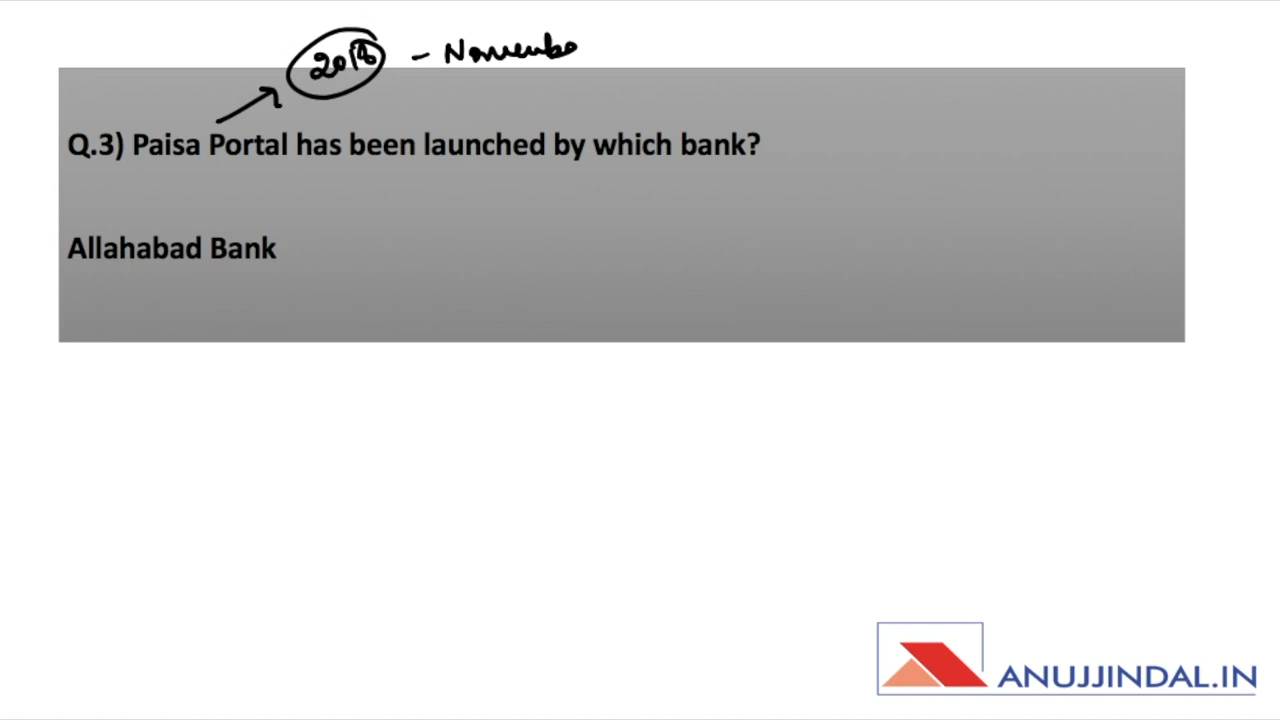 2018 - November
Q.3) Paisa Portal has been launched by which bank?
Allahabad Bank
ANUJJINDAL.IN